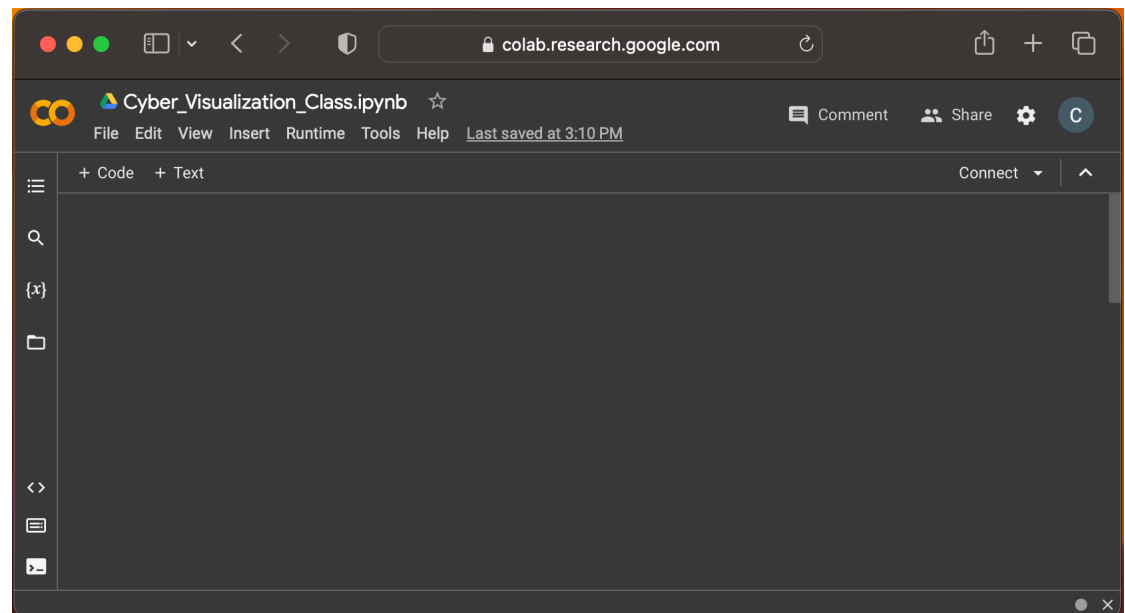 colab.research.google.com
Cyber_Visualization_Class.ipynb
Comment Share C
File Edit View Insert Runtime Tools Help Last saved at 3:10 PM
+ Code + Text Connect
{x}